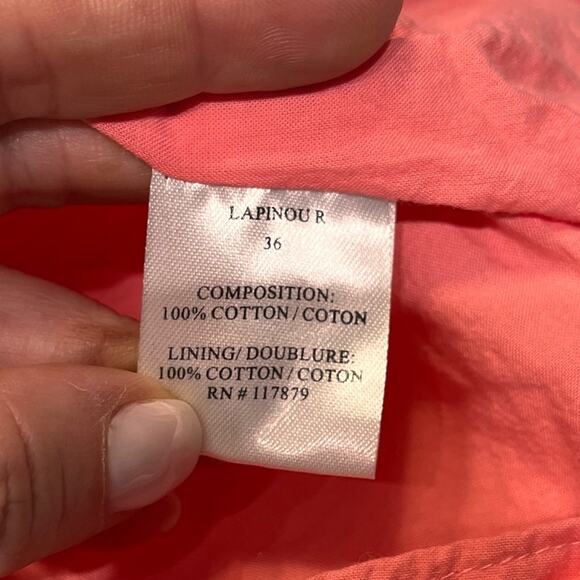 LAPINOU R
36
COMPOSITION:
100% COTTON / COTON
LINING/ DOUBLURE:
100% COTTON / COTON
RN # 117879